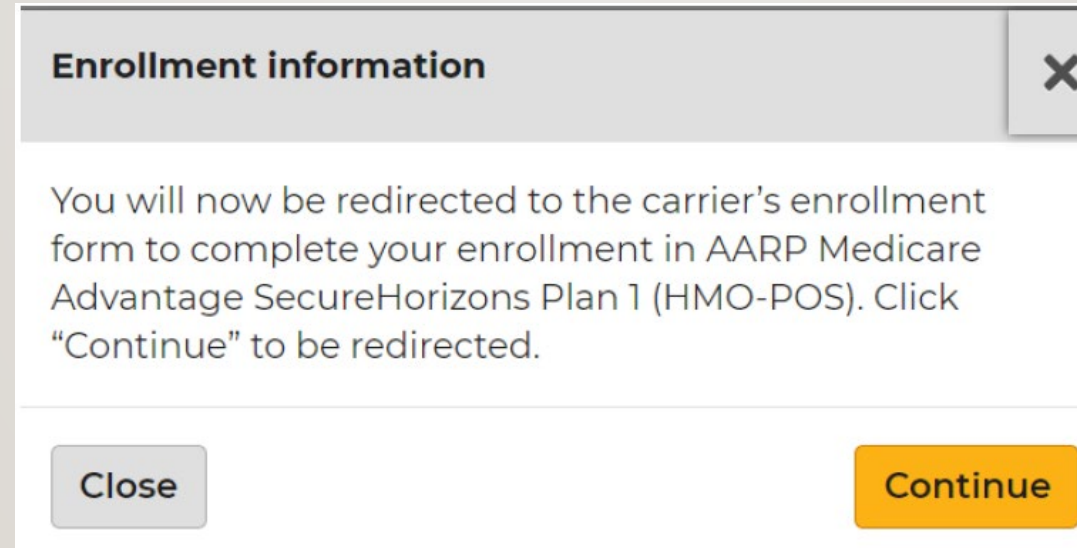 Enrollment information
You will now be redirected to the carrier’s enrollment
form to complete your enrollment in AARP Medicare
Advantage SecureHorizons Plan 1 (HMO-POS). Click
“Continue” to be redirected.
Close
Continue